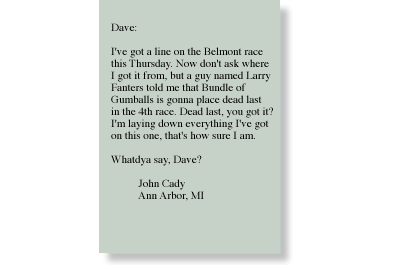 Dave:
I've got a line on the Belmont race
this Thursday. Now don't ask where
I got it from, but a guy named Larry
Fanters told me that Bundle of
Gumballs is gonna place dead last
in the 4th race. Dead last, you got it?
I'm laying down everything I've got
on this one, that's how sure I am.
Whatdya say, Dave?
John Cady
Ann Arbor, MI